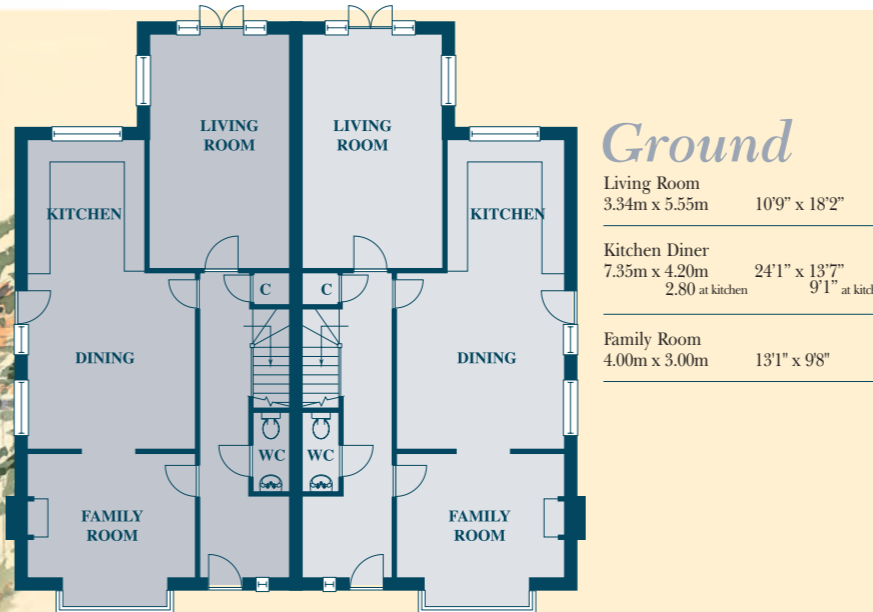 LIVING
ROOM
LIVING
ROOM
KITCHEN
KITCHEN
C
C
DINING
DINING
WC
WC
FAMILY
ROOM
FAMILY
ROOM
Ground
Living Room
3.34m x 5.55m 10’9” x 18’2”
Kitchen Diner
7.35m x 4.20m 24’1” x 13’7”
2.80 at kitchen 9’1” at kitch
Family Room
4.00m x 3.00m 13'1" x 9'8"